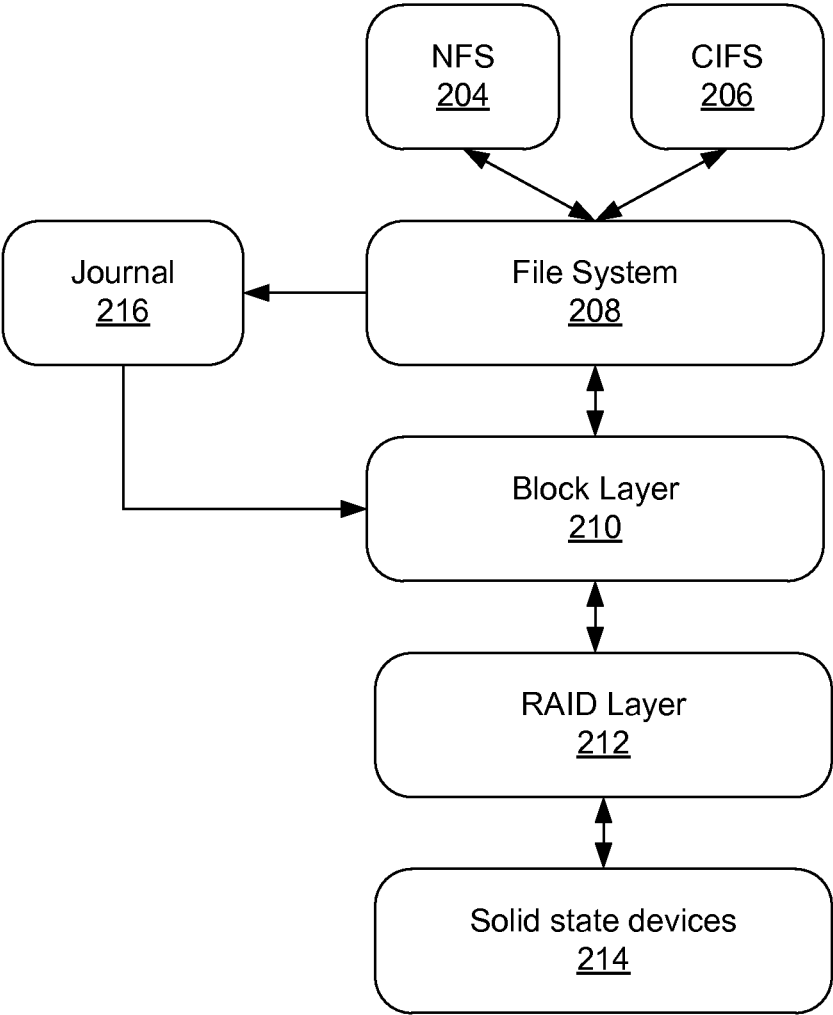 NFS
204
CIFS
206
Journal
216
File System
208
Block Layer
210
RAID Layer
212
Solid state devices
214